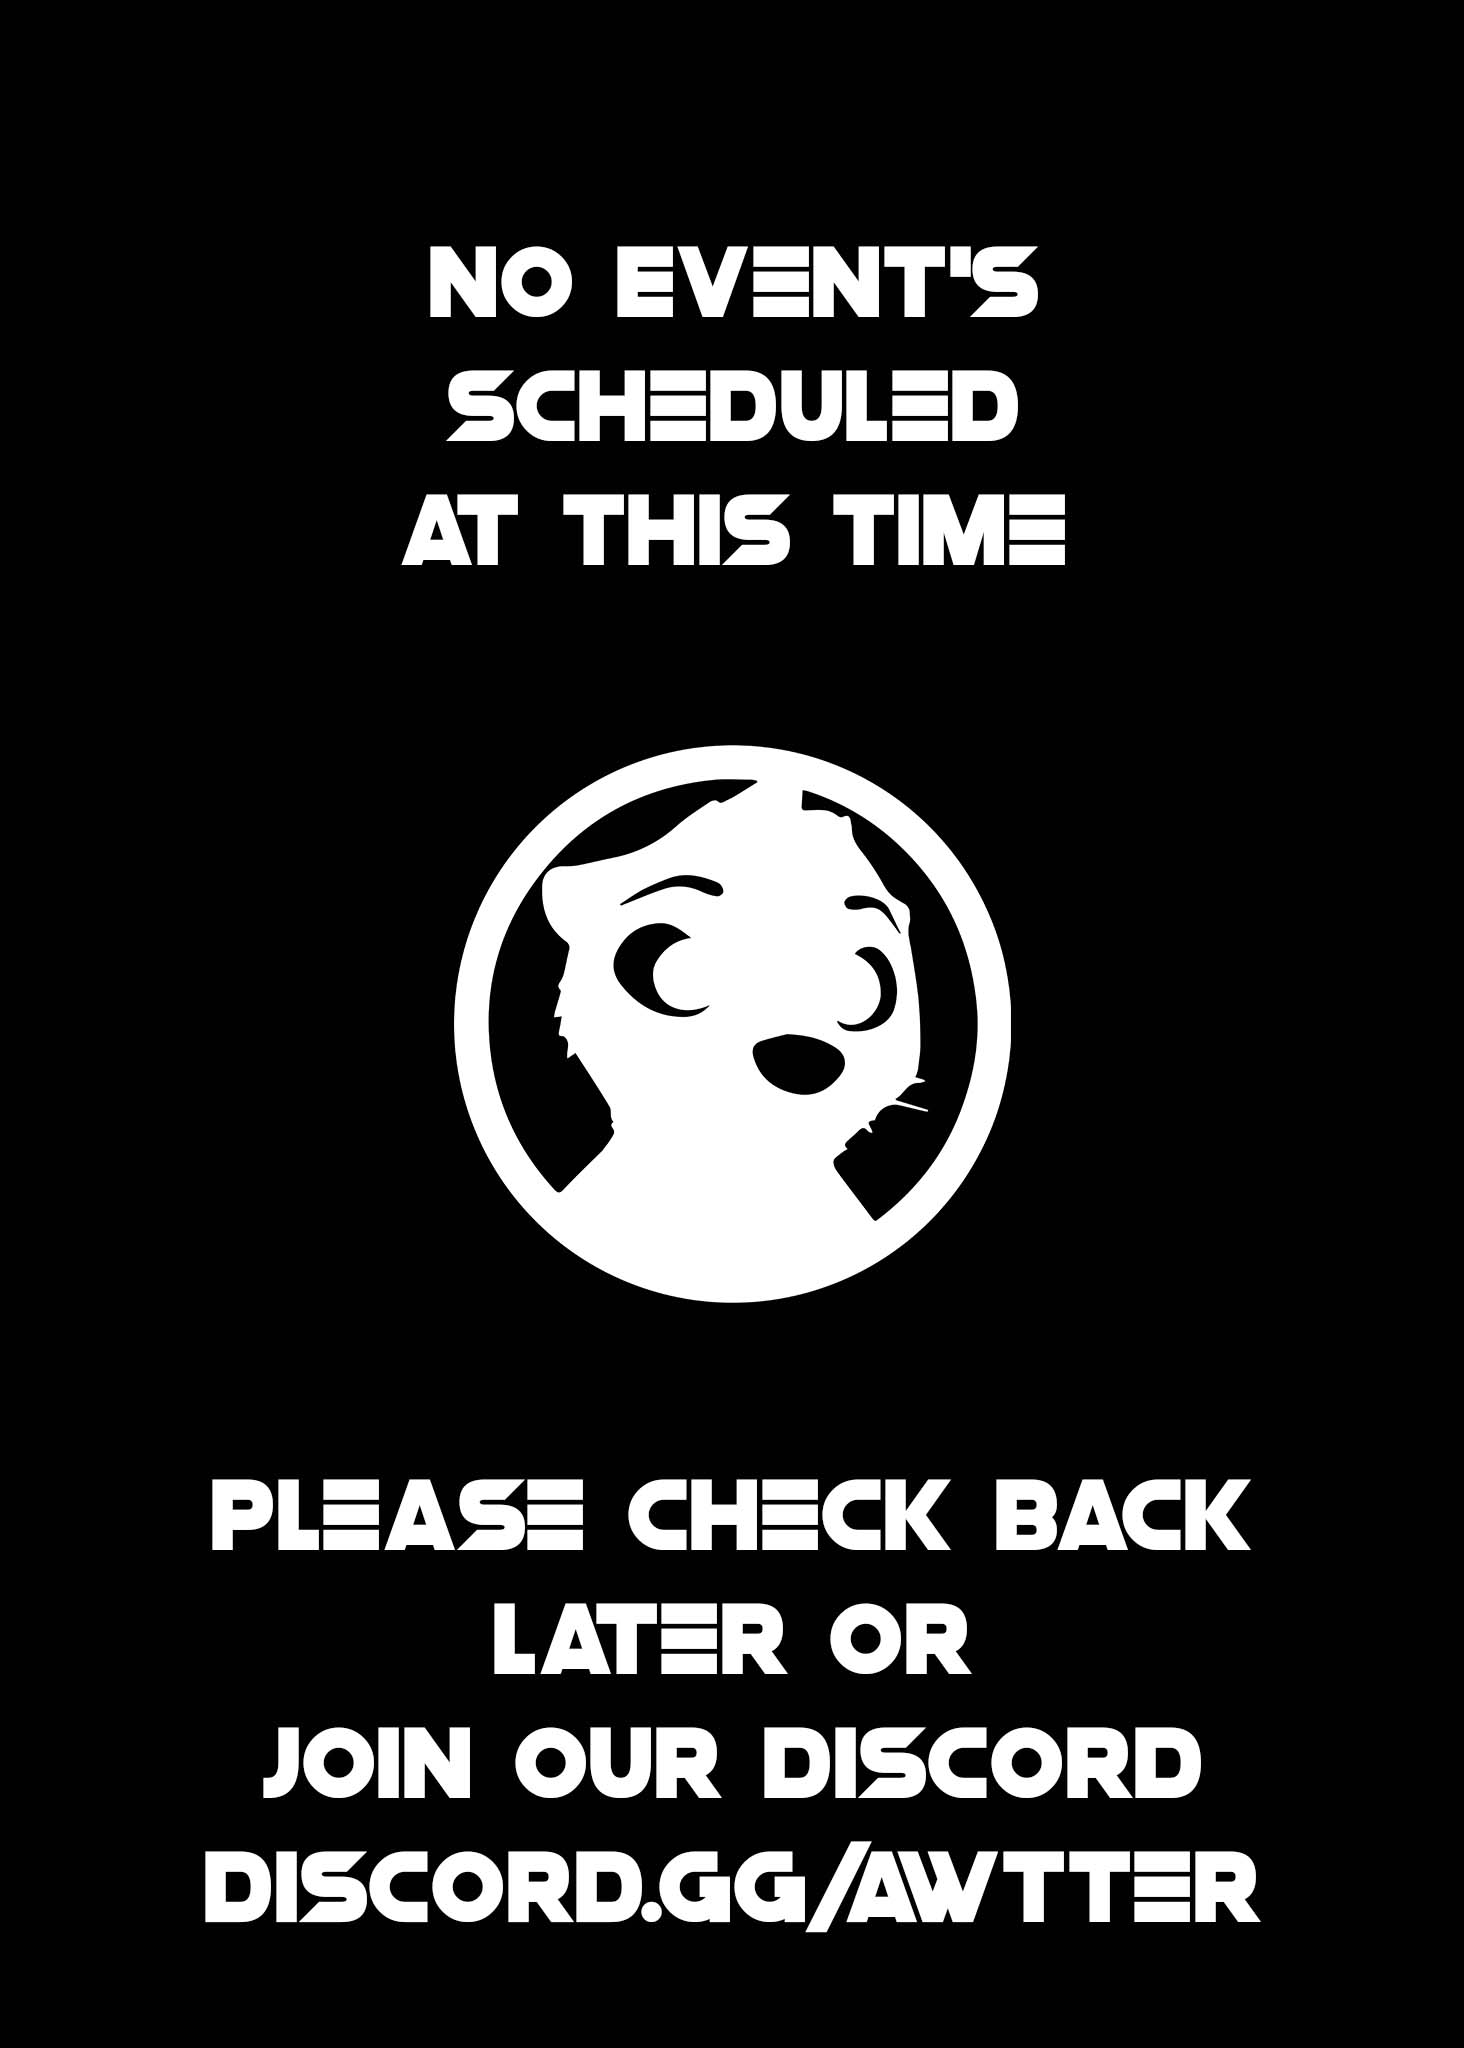 NO EVENT'S
SCHEDULED
AT THIS TIME
PLEASE CHECK BACK
LATER OR
JOIN OUR DISCORD
DISCORD.GG/AWTTER